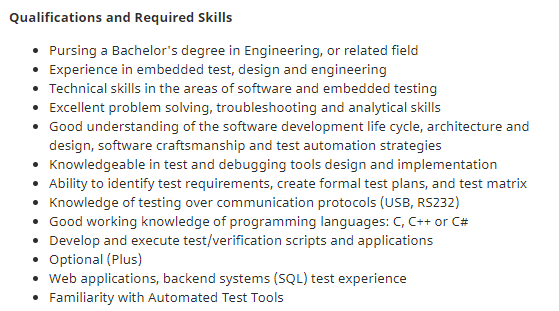 Qualifications and Required Skills
• Pursing a Bachelor's degree in Engineering, or related field
• Experience in embedded test, design and engineering
• Technical skills in the areas of software and embedded testing
• Excellent problem solving, troubleshooting and analytical skills
• Good understanding of the software development life cycle, architecture and
design, software craftsmanship and test automation strategies
• Knowledgeable in test and debugging tools design and implementation
• Ability to identify test requirements, create formal test plans, and test matrix
• Knowledge of testing over communication protocols (USB, RS232)
• Good working knowledge of programming languages: C, C++ or C#
• Develop and execute test/verification scripts and applications
• Optional (Plus)
• Web applications, backend systems (SQL) test experience
• Familiarity with Automated Test Tools